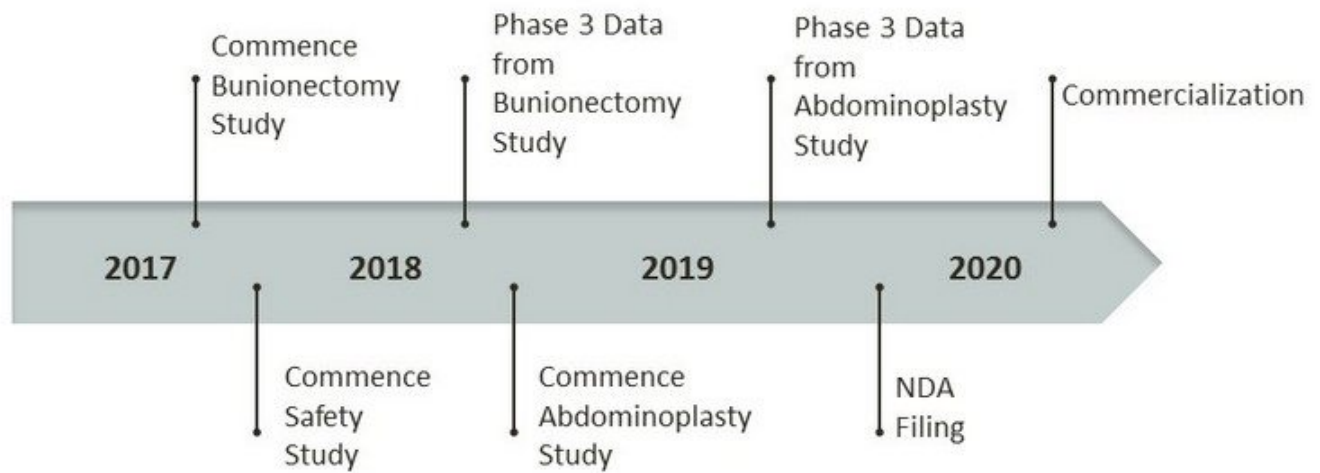 Commence
Bunionectomy
Study
Phase 3 Data
from
Bunionectomy
Study
Phase 3 Data
from
Abdominoplasty
Study
Commercialization
2017
2018
2019
2020
Commence
Safety
Study
Commence
Abdominoplasty
Study
NDA
Filing